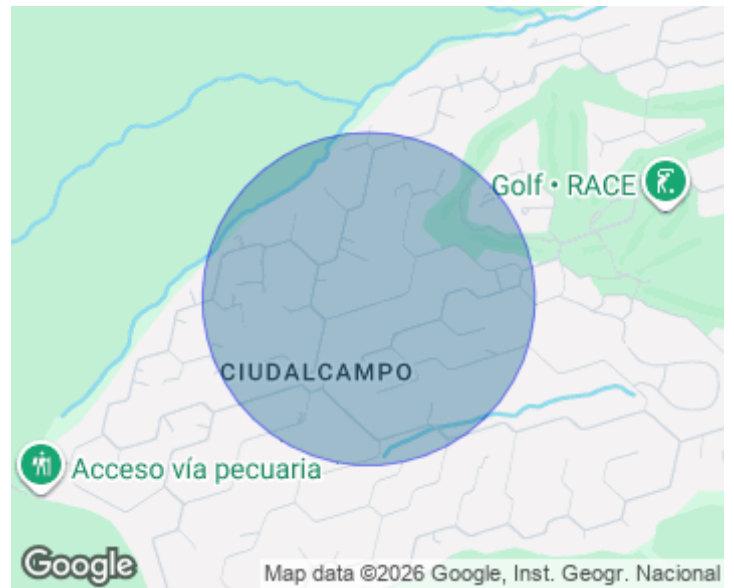 Golf • RACE
CIUDALCAMPO
Acceso vía pecuaria
Google
Map data ©2026 Google, Inst. Geogr. Nacional